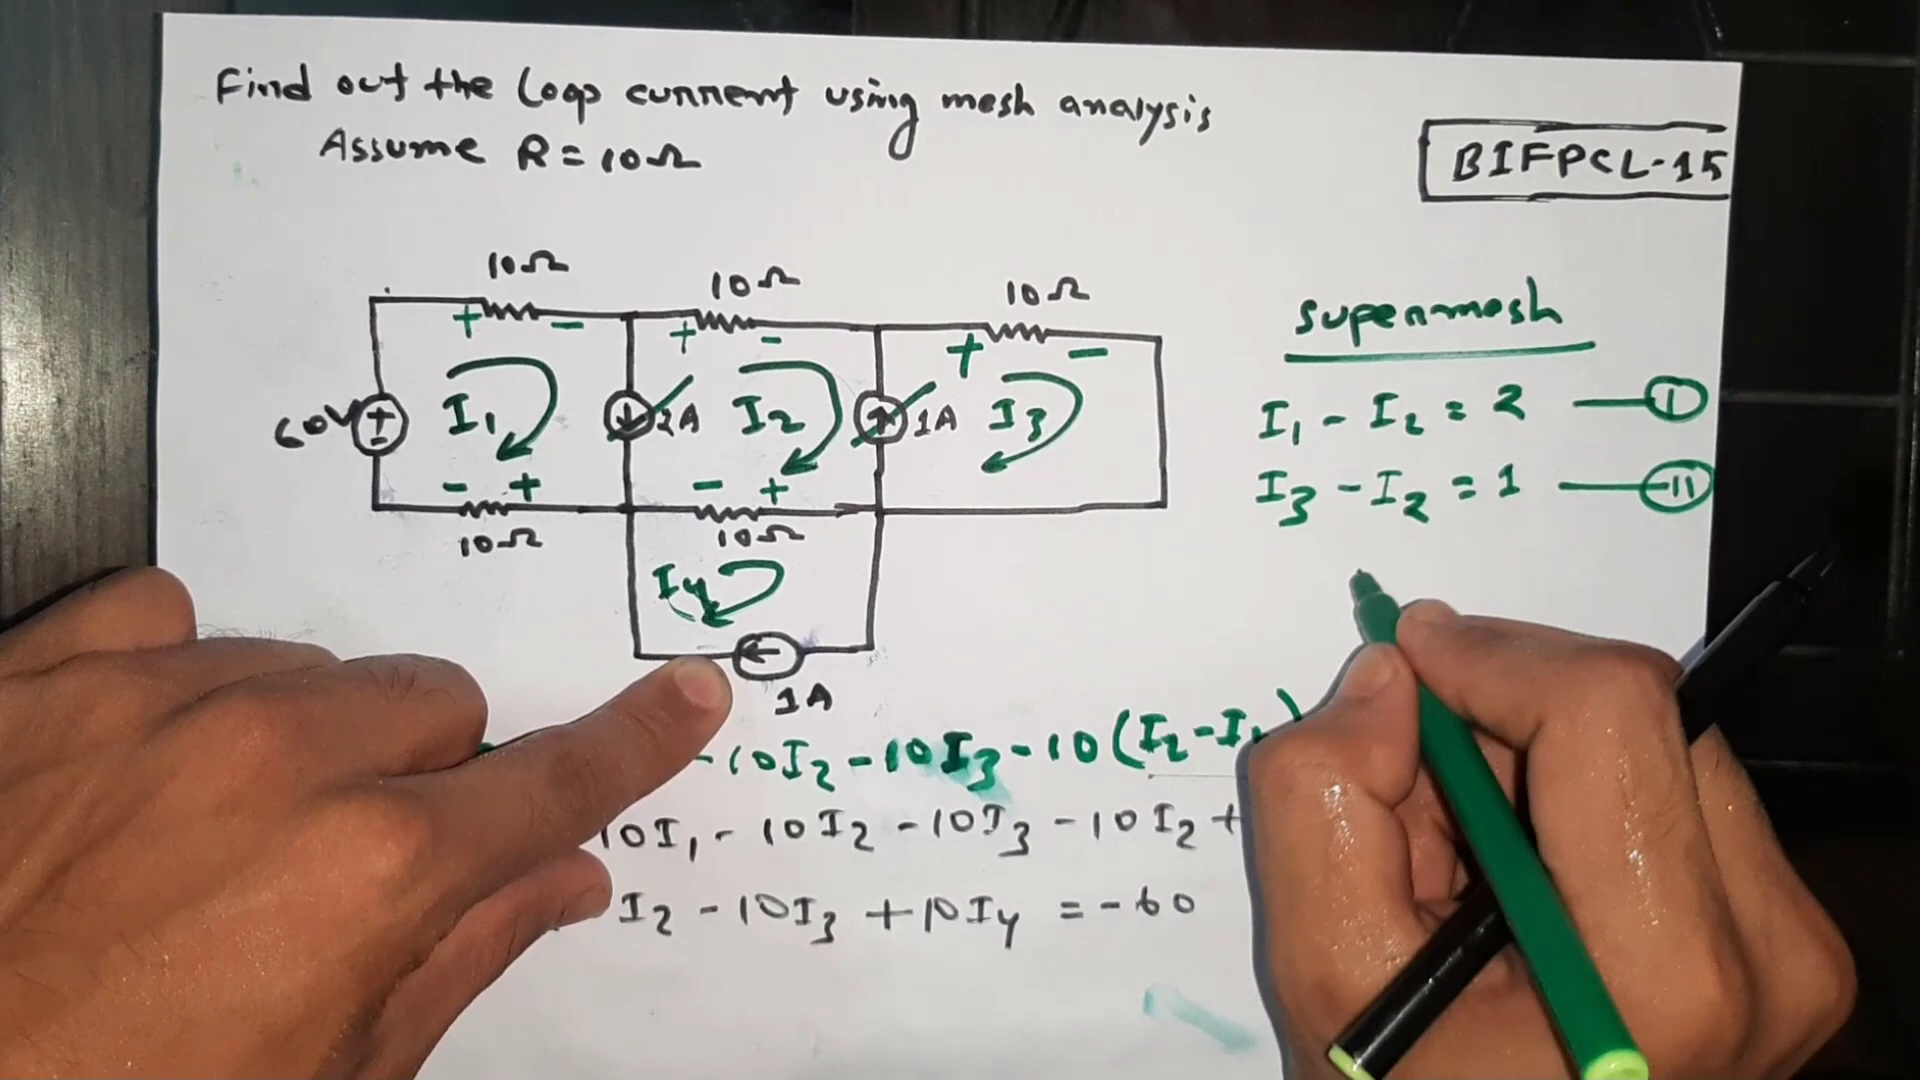 Find out the Loop current using mesh analysis
Assume R = 10Ω
BIFPCL-15
10Ω
10Ω
10Ω
+ -
+ -
+ -
60V
+
-
I₁
2A
I₂
1A
I₃
- +
- +
10Ω
10Ω
I₄
1A
supermesh
I₁ - I₂ = 2 — I
I₃ - I₂ = 1 — II
-10I₂ - 10I₃ - 10(I₂ - I
10I₁ - 10I₂ - 10I₃ - 10I₂ +
I₂ - 10I₃ + 10I₄ = -60